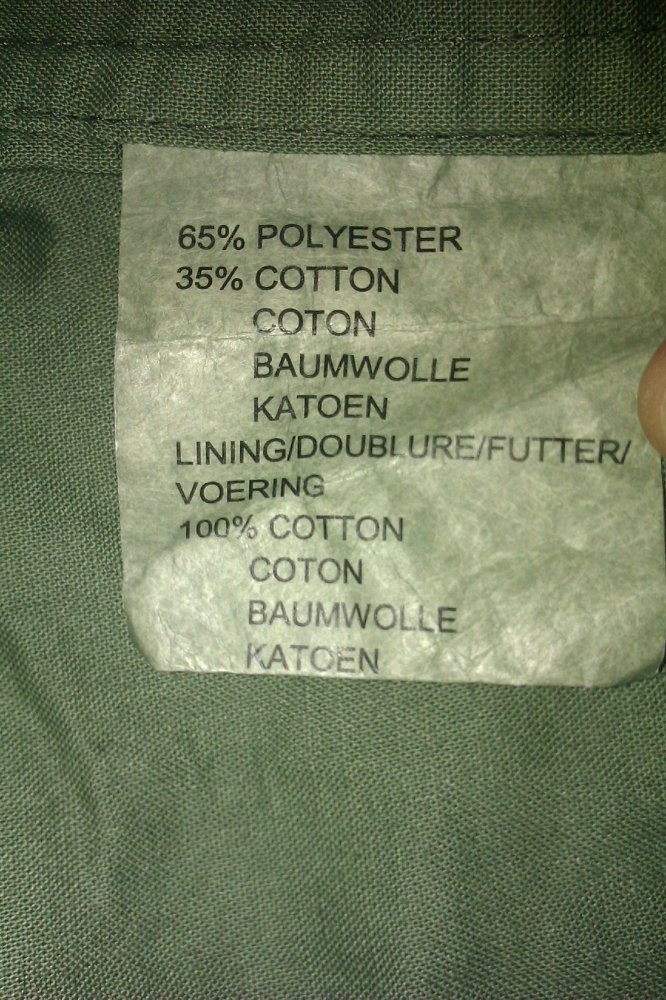 65% POLYESTER
35% COTTON
COTON
BAUMWOLLE
KATOEN
LINING/DOUBLURE/FUTTER/
VOERING
100% COTTON
COTON
BAUMWOLLE
KATOEN